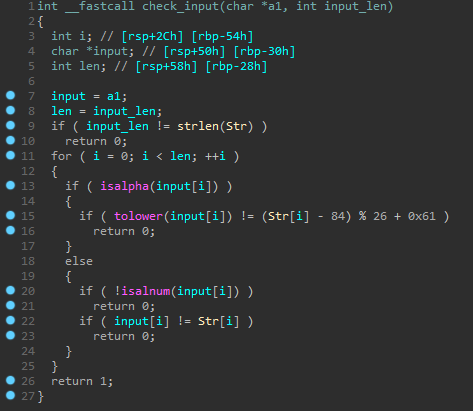 1 int __fastcall check_input(char *a1, int input_len)
2 {
3   int i; // [rsp+2Ch] [rbp-54h]
4   char *input; // [rsp+50h] [rbp-30h]
5   int len; // [rsp+58h] [rbp-28h]
6
7   input = a1;
8   len = input_len;
9   if ( input_len != strlen(Str) )
10     return 0;
11   for ( i = 0; i < len; ++i )
12   {
13     if ( isalpha(input[i]) )
14     {
15       if ( tolower(input[i]) != (Str[i] - 84) % 26 + 0x61 )
16         return 0;
17     }
18     else
19     {
20       if ( !isalnum(input[i]) )
21         return 0;
22       if ( input[i] != Str[i] )
23         return 0;
24     }
25   }
26   return 1;
27 }